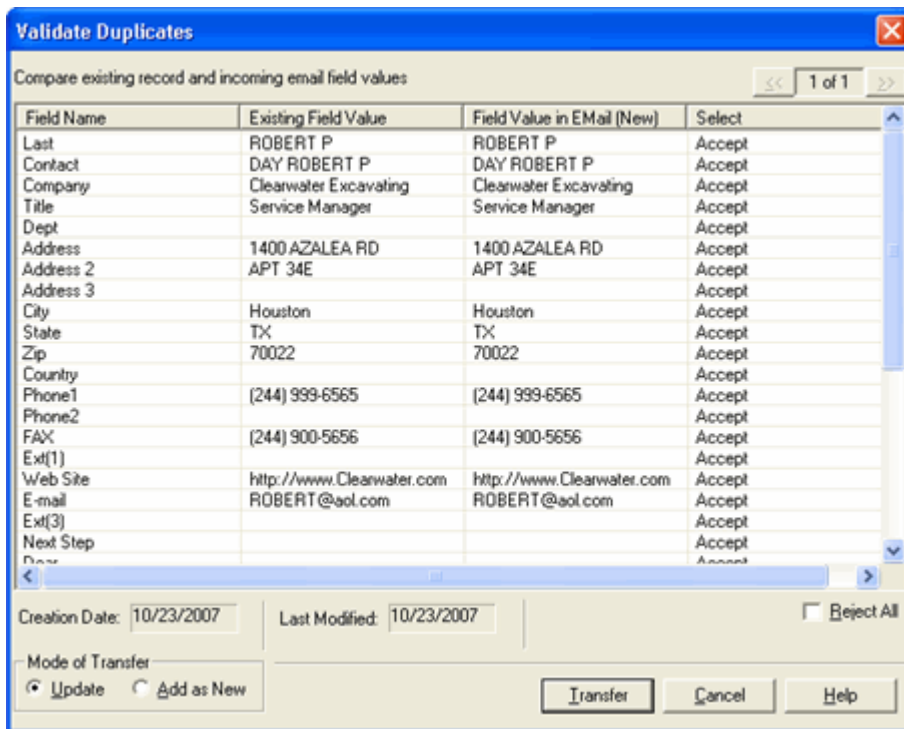 Validate Duplicates
Compare existing record and incoming email field values << 1 of 1 >>
Field Name Existing Field Value Field Value in EMail (New) Select
Last ROBERT P ROBERT P Accept
Contact DAY ROBERT P DAY ROBERT P Accept
Company Clearwater Excavating Clearwater Excavating Accept
Title Service Manager Service Manager Accept
Dept Accept
Address 1400 AZALEA RD 1400 AZALEA RD Accept
Address 2 APT 34E APT 34E Accept
Address 3 Accept
City Houston Houston Accept
State TX TX Accept
Zip 70022 70022 Accept
Country Accept
Phone1 (244) 999-6565 (244) 999-6565 Accept
Phone2 Accept
FAX (244) 900-5656 (244) 900-5656 Accept
Ext(1) Accept
Web Site http://www.Clearwater.com http://www.Clearwater.com Accept
E-mail ROBERT@aol.com ROBERT@aol.com Accept
Ext(3) Accept
Next Step Accept
Creation Date: 10/23/2007 Last Modified: 10/23/2007 Reject All
Mode of Transfer
Update Add as New Transfer Cancel Help